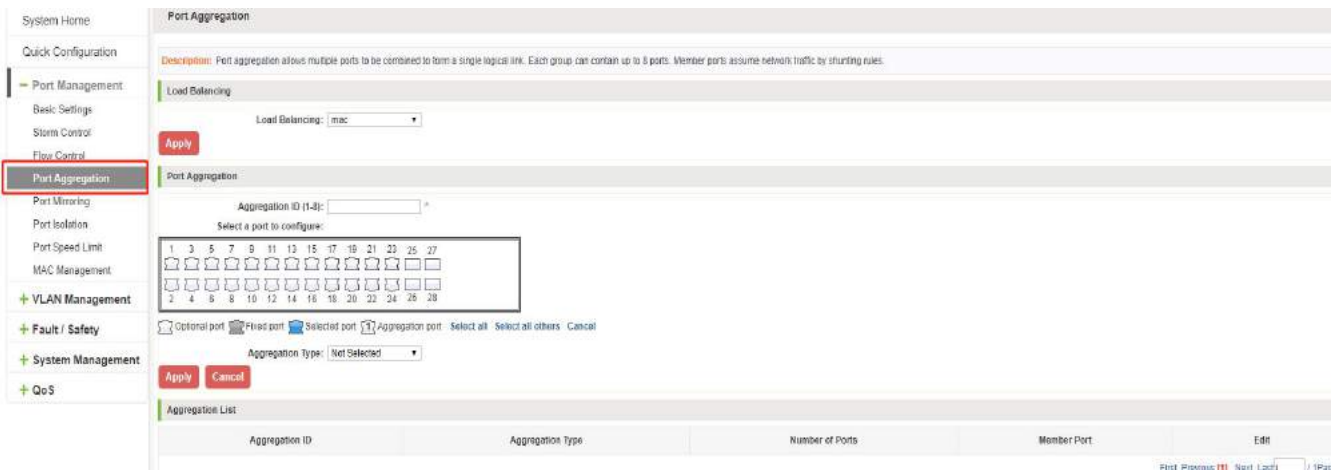 System Home
Quick Configuration
Port Management
Basic Settings
Storm Control
Flow Control
Port Aggregation
Port Mirroring
Port Isolation
Port Speed Limit
MAC Management
VLAN Management
Fault / Safety
System Management
QoS
Port Aggregation
Description: Port aggregation allows multiple ports to be combined to form a single logical link. Each group can contain up to 8 ports. Member ports assume network traffic by shunting rules.
Load Balancing
Load Balancing: mac
Apply
Port Aggregation
Aggregation ID (1-8): *
Select a port to configure:
1 3 5 7 9 11 13 15 17 19 21 23 25 27
2 4 6 8 10 12 14 16 18 20 22 24 26 28
Optional port Fixed port Selected port 1 Aggregation port Select all Select all others Cancel
Aggregation Type: Not Selected
Apply Cancel
Aggregation List
Aggregation ID Aggregation Type Number of Ports Member Port Edit
First Previous [1] Next Last / 1Pa